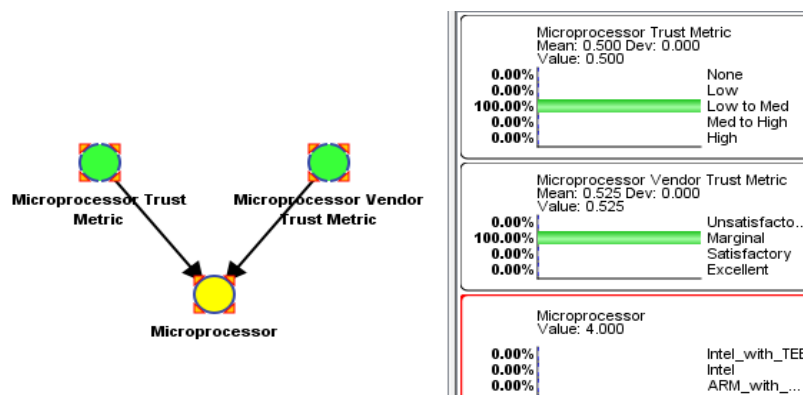 Microprocessor Trust
Metric
Microprocessor Vendor
Trust Metric
Microprocessor
Microprocessor Trust Metric
Mean: 0.500 Dev: 0.000
Value: 0.500
0.00% None
0.00% Low
100.00% Low to Med
0.00% Med to High
0.00% High
Microprocessor Vendor Trust Metric
Mean: 0.525 Dev: 0.000
Value: 0.525
0.00% Unsatisfacto...
100.00% Marginal
0.00% Satisfactory
0.00% Excellent
Microprocessor
Value: 4.000
0.00% Intel_with_TEE
0.00% Intel
0.00% ARM_with_...